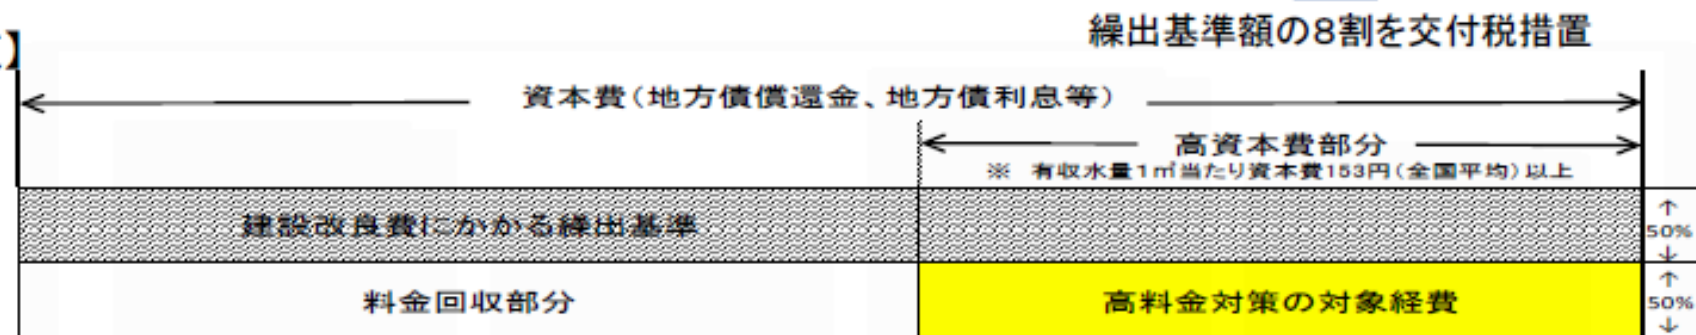 繰出基準額の8割を交付税措置
】
資本費(地方債償還金、地方債利息等)
高資本費部分
※ 有収水量1㎥当たり資本費153円(全国平均)以上
建設改良費にかかる繰出基準
↑
50%
↓
料金回収部分
高料金対策の対象経費
↑
50%
↓